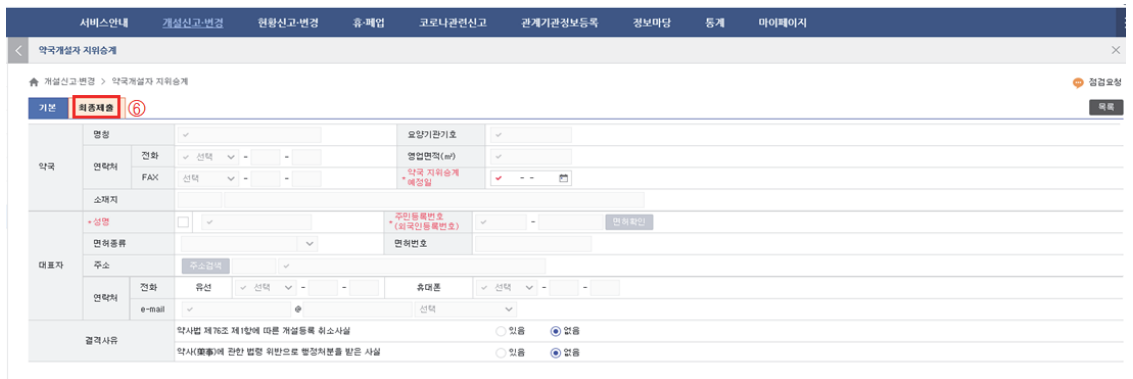 서비스안내 개설신고·변경 현황신고·변경 휴·폐업 코로나관련신고 관계기관정보등록 정보마당 통계 마이페이지
약국개설자 지위승계
개설신고·변경 > 약국개설자 지위승계 점검요청
기본 최종제출 ⑥ 목록
약국 명칭 요양기관기호
연락처 전화 선택 - - 영업면적(㎡)
FAX 선택 - - * 약국 지위승계 예정일 - -
소재지
대표자 * 성명 * 주민등록번호 (외국인등록번호) - 면허확인
면허종류 면허번호
주소 주소검색
연락처 전화 유선 선택 - - 휴대폰 선택 - -
e-mail @ 선택
결격사유 약사법 제76조 제1항에 따른 개설등록 취소사실 있음 없음
약사(藥事)에 관한 법령 위반으로 행정처분을 받은 사실 있음 없음